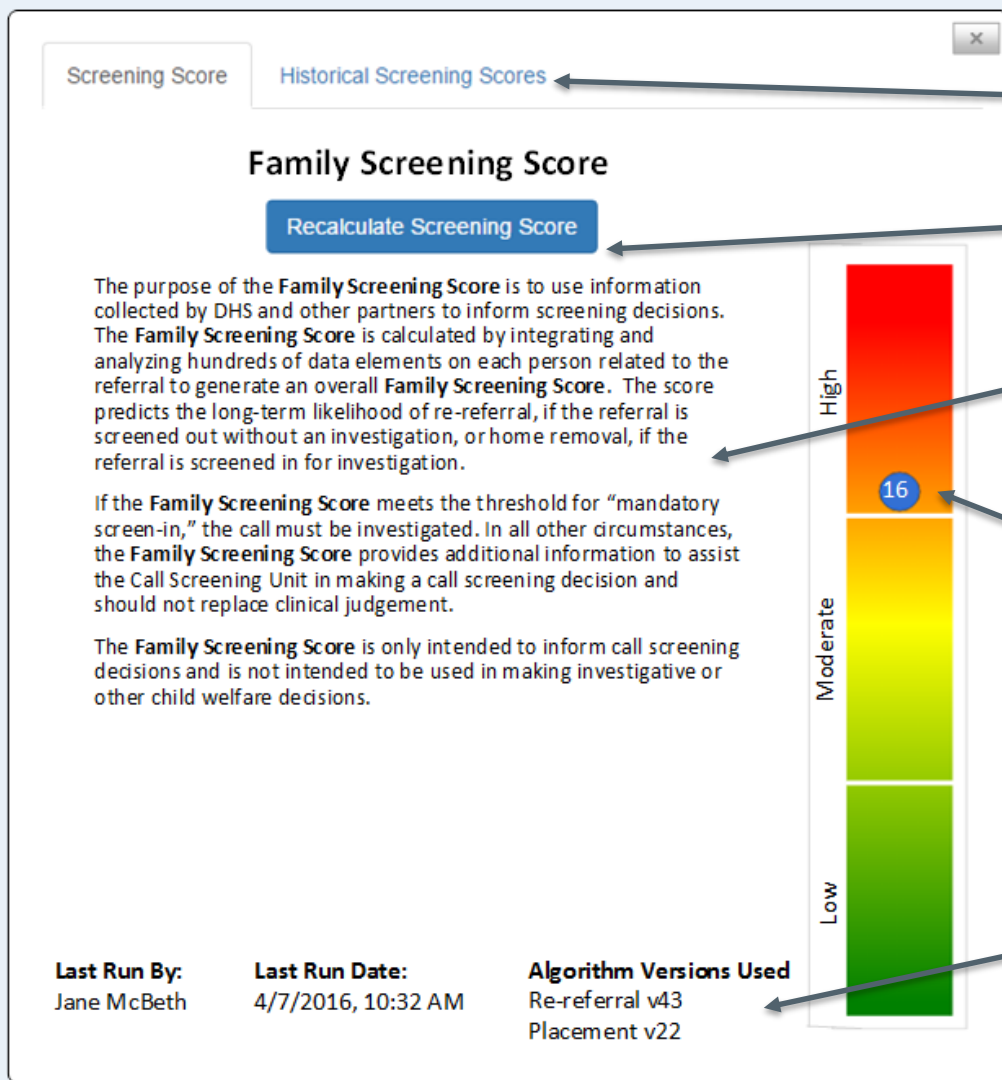 ×
Screening Score
Historical Screening Scores
Family Screening Score
Recalculate Screening Score
The purpose of the Family Screening Score is to use information
collected by DHS and other partners to inform screening decisions.
The Family Screening Score is calculated by integrating and
analyzing hundreds of data elements on each person related to the
referral to generate an overall Family Screening Score. The score
predicts the long-term likelihood of re-referral, if the referral is
screened out without an investigation, or home removal, if the
referral is screened in for investigation.
If the Family Screening Score meets the threshold for “mandatory
screen-in,” the call must be investigated. In all other circumstances,
the Family Screening Score provides additional information to assist
the Call Screening Unit in making a call screening decision and
should not replace clinical judgement.
The Family Screening Score is only intended to inform call screening
decisions and is not intended to be used in making investigative or
other child welfare decisions.
High
16
Moderate
Low
Last Run By:
Jane McBeth
Last Run Date:
4/7/2016, 10:32 AM
Algorithm Versions Used
Re-referral v43
Placement v22